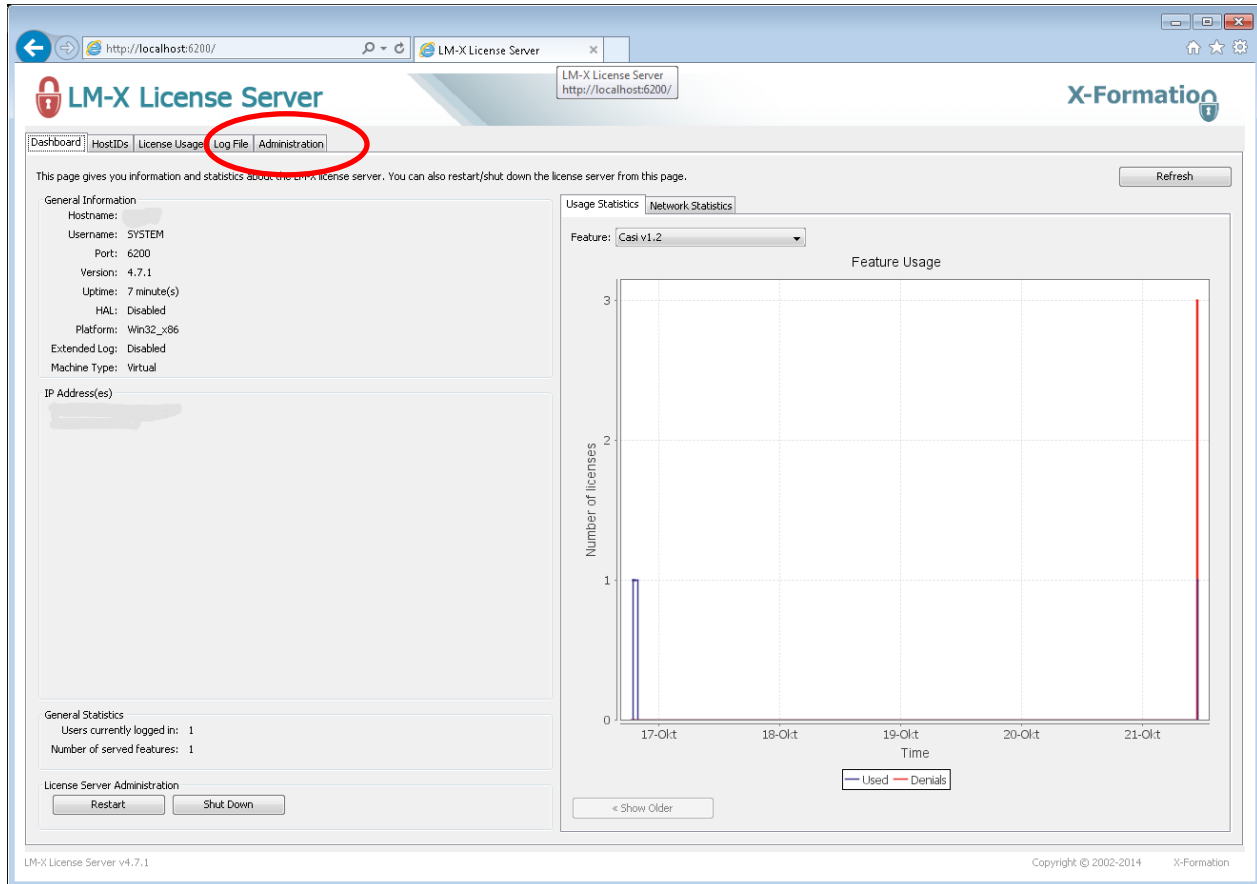 http://localhost:6200/
LM-X License Server
LM-X License Server
http://localhost:6200/
LM-X License Server
X-Formation
Dashboard HostIDs License Usage Log File Administration
This page gives you information and statistics about the LM-X license server. You can also restart/shut down the license server from this page.
Refresh
General Information
Hostname:
Username: SYSTEM
Port: 6200
Version: 4.7.1
Uptime: 7 minute(s)
HAL: Disabled
Platform: Win32_x86
Extended Log: Disabled
Machine Type: Virtual
IP Address(es)
General Statistics
Users currently logged in: 1
Number of served features: 1
License Server Administration
Restart Shut Down
Usage Statistics Network Statistics
Feature: Casi v1.2
Feature Usage
Number of licenses
3
2
1
0
17-Okt 18-Okt 19-Okt 20-Okt 21-Okt
Time
Used Denials
« Show Older
LM-X License Server v4.7.1
Copyright © 2002-2014 X-Formation